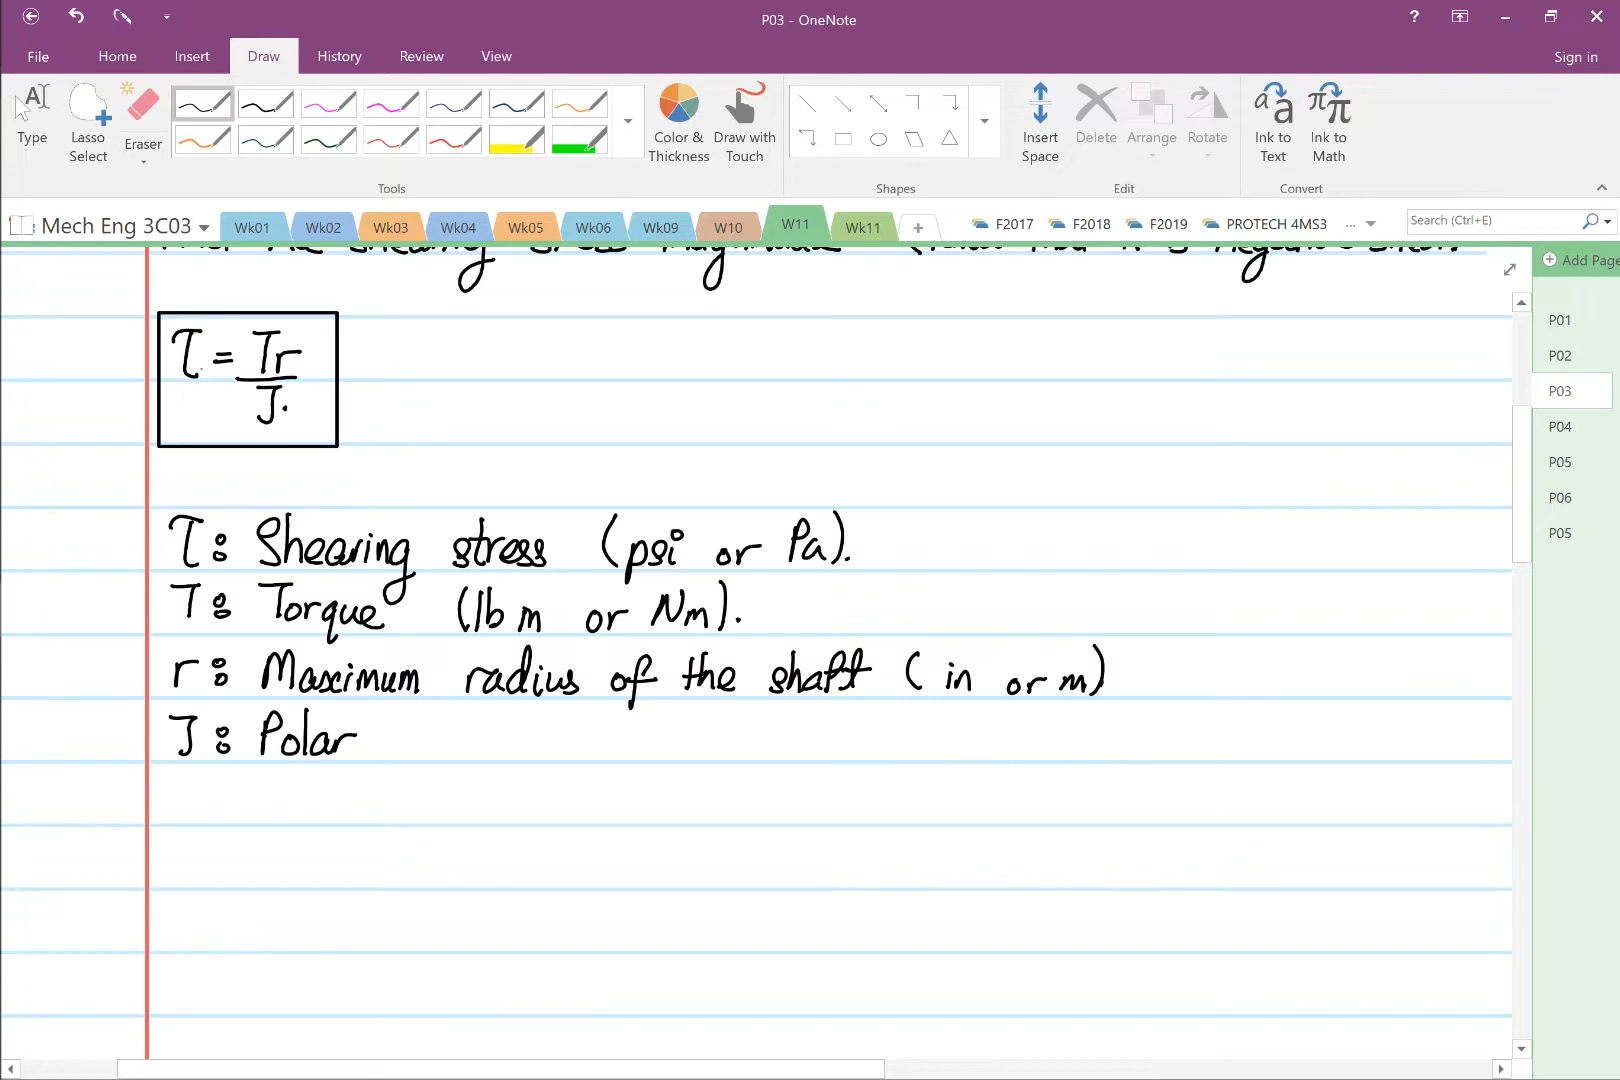 P03 - OneNote
?
File Home Insert Draw History Review View Sign in
Type Lasso Select Eraser Color & Thickness Draw with Touch Insert Space Delete Arrange Rotate Ink to Text Ink to Math
Tools Shapes Edit Convert
Mech Eng 3C03 Wk01 Wk02 Wk03 Wk04 Wk05 Wk06 Wk09 W10 W11 Wk11 + F2017 F2018 F2019 PROTECH 4MS3 ... Search (Ctrl+E)
Add Page
shearing stress magnitude
τ = Tr
J.
τ: Shearing stress (psi or Pa).
T: Torque (lb m or Nm).
r: Maximum radius of the shaft (in or m)
J: Polar
P01
P02
P03
P04
P05
P06
P05